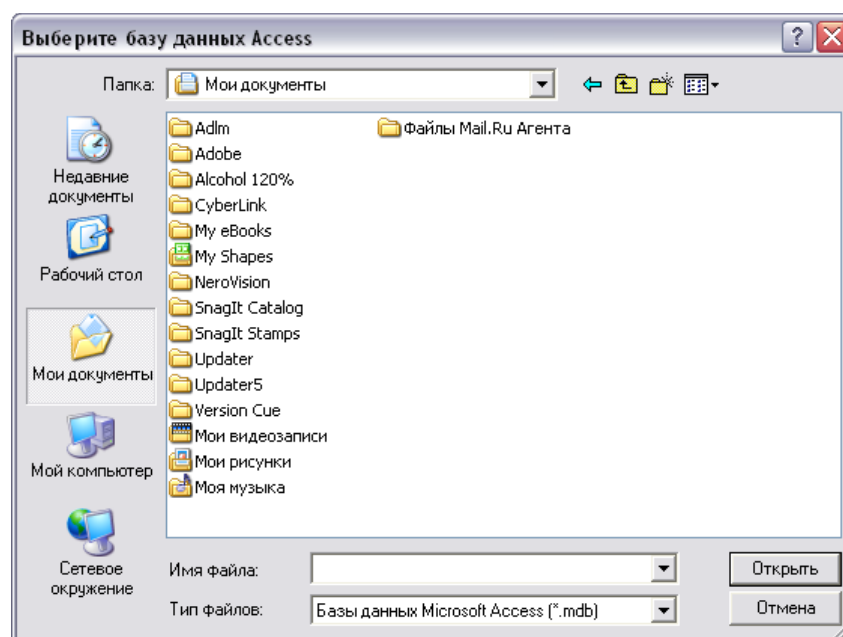 Выберите базу данных Access
Папка:
Мои документы
Недавние
документы
Рабочий стол
Мои документы
Мой компьютер
Сетевое
окружение
Adlm
Adobe
Alcohol 120%
CyberLink
My eBooks
My Shapes
NeroVision
SnagIt Catalog
SnagIt Stamps
Updater
Updater5
Version Cue
Мои видеозаписи
Мои рисунки
Моя музыка
Файлы Mail.Ru Агента
Имя файла:
Открыть
Тип файлов:
Базы данных Microsoft Access (*.mdb)
Отмена